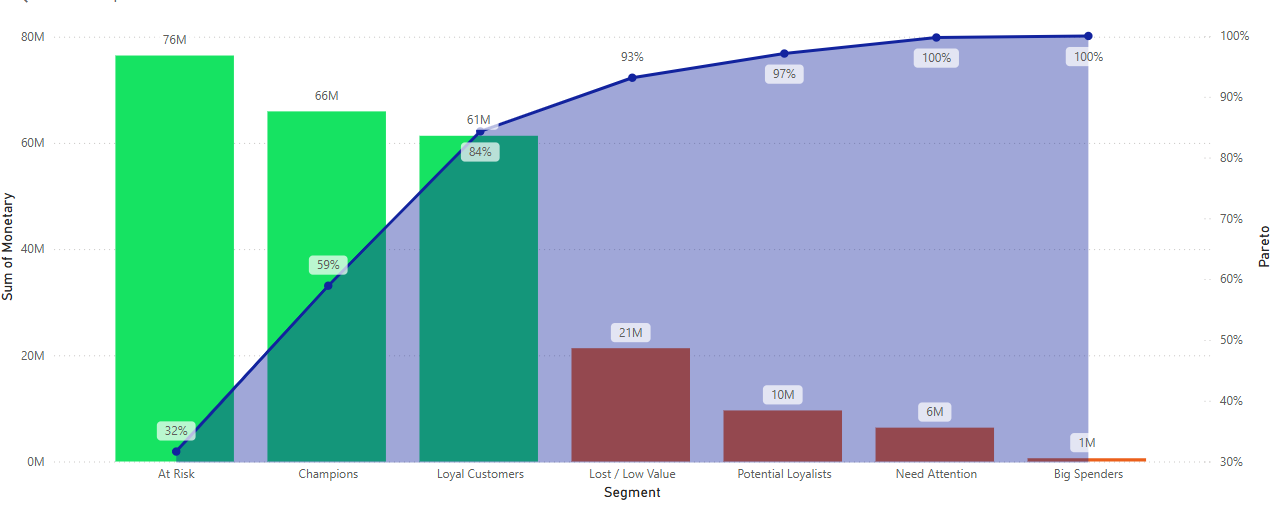 80M
60M
40M
20M
0M
Sum of Monetary
76M
66M
61M
21M
10M
6M
1M
32%
59%
84%
93%
97%
100%
100%
100%
90%
80%
70%
60%
50%
40%
30%
Pareto
At Risk
Champions
Loyal Customers
Lost / Low Value
Potential Loyalists
Need Attention
Big Spenders
Segment